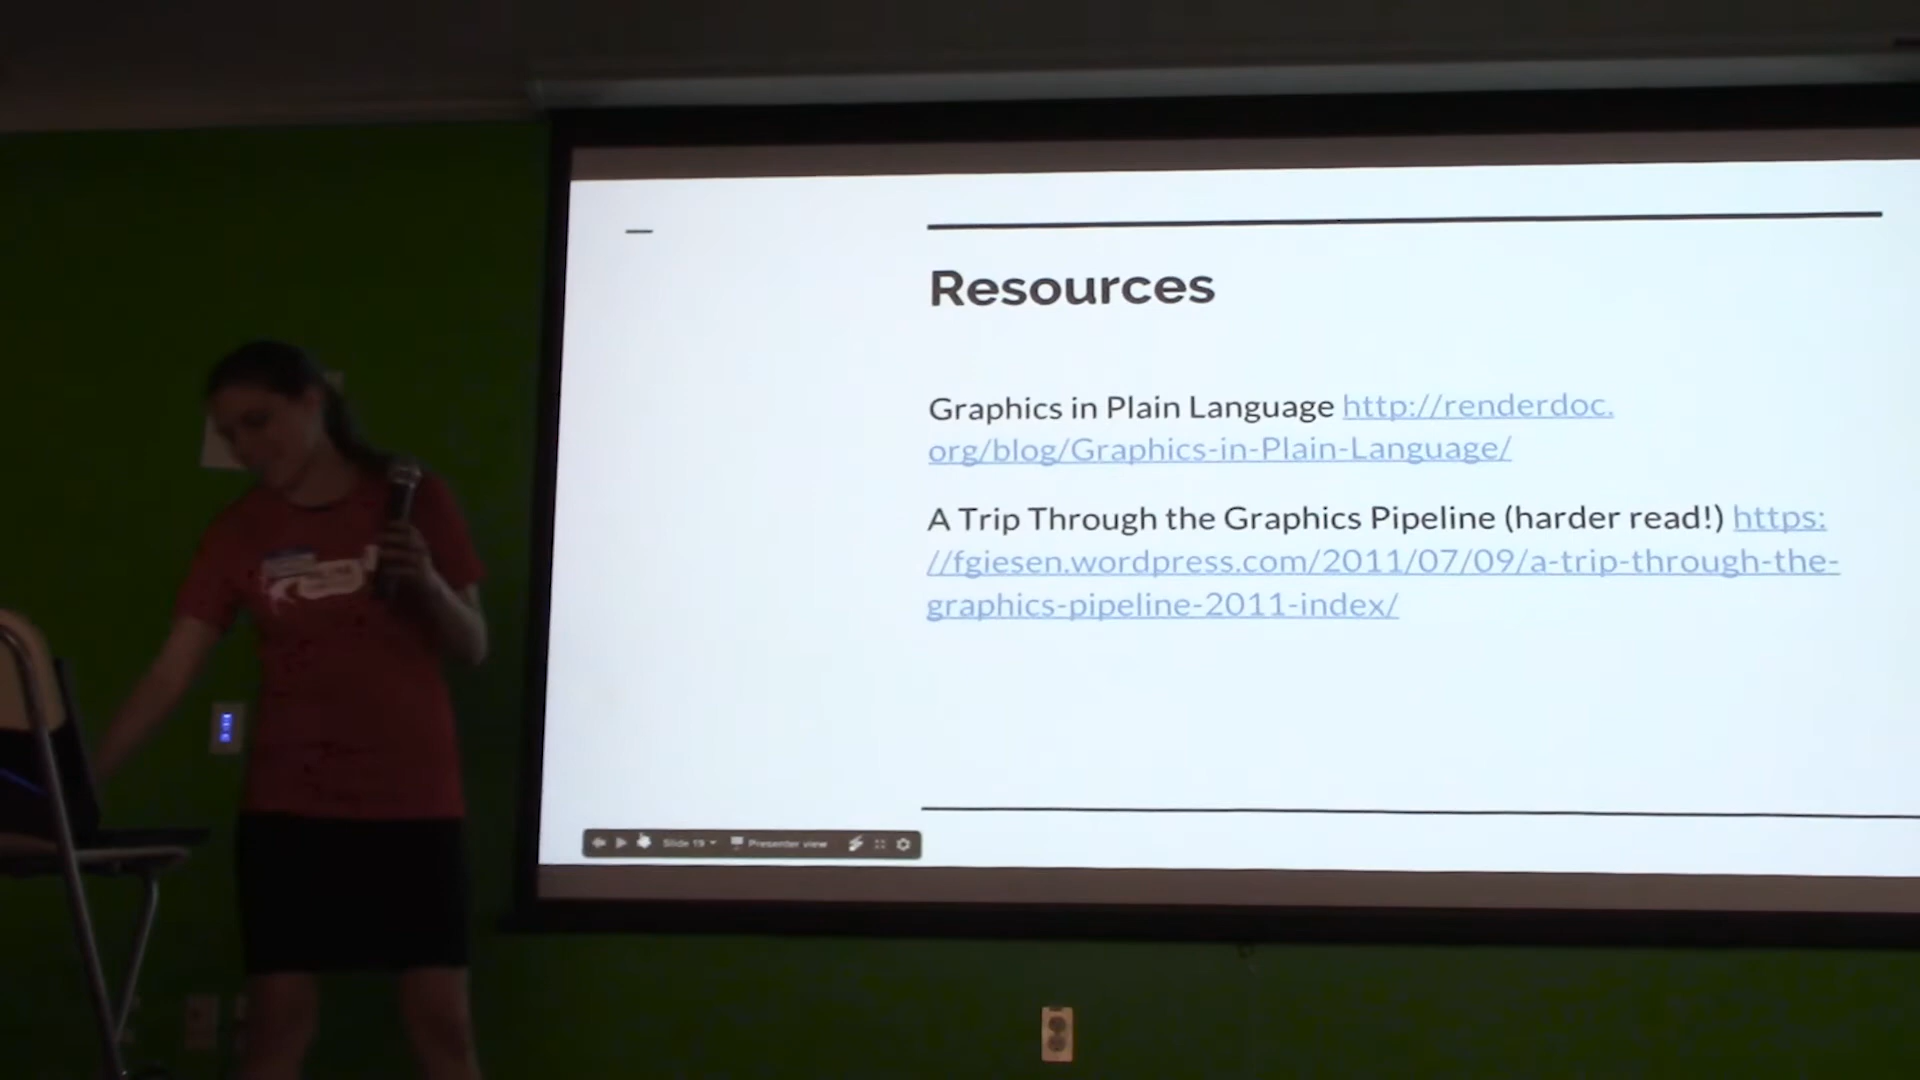 Resources
Graphics in Plain Language http://renderdoc.
org/blog/Graphics-in-Plain-Language/
A Trip Through the Graphics Pipeline (harder read!) https:
//fgiesen.wordpress.com/2011/07/09/a-trip-through-the-
graphics-pipeline-2011-index/
Slide 19 Presenter view